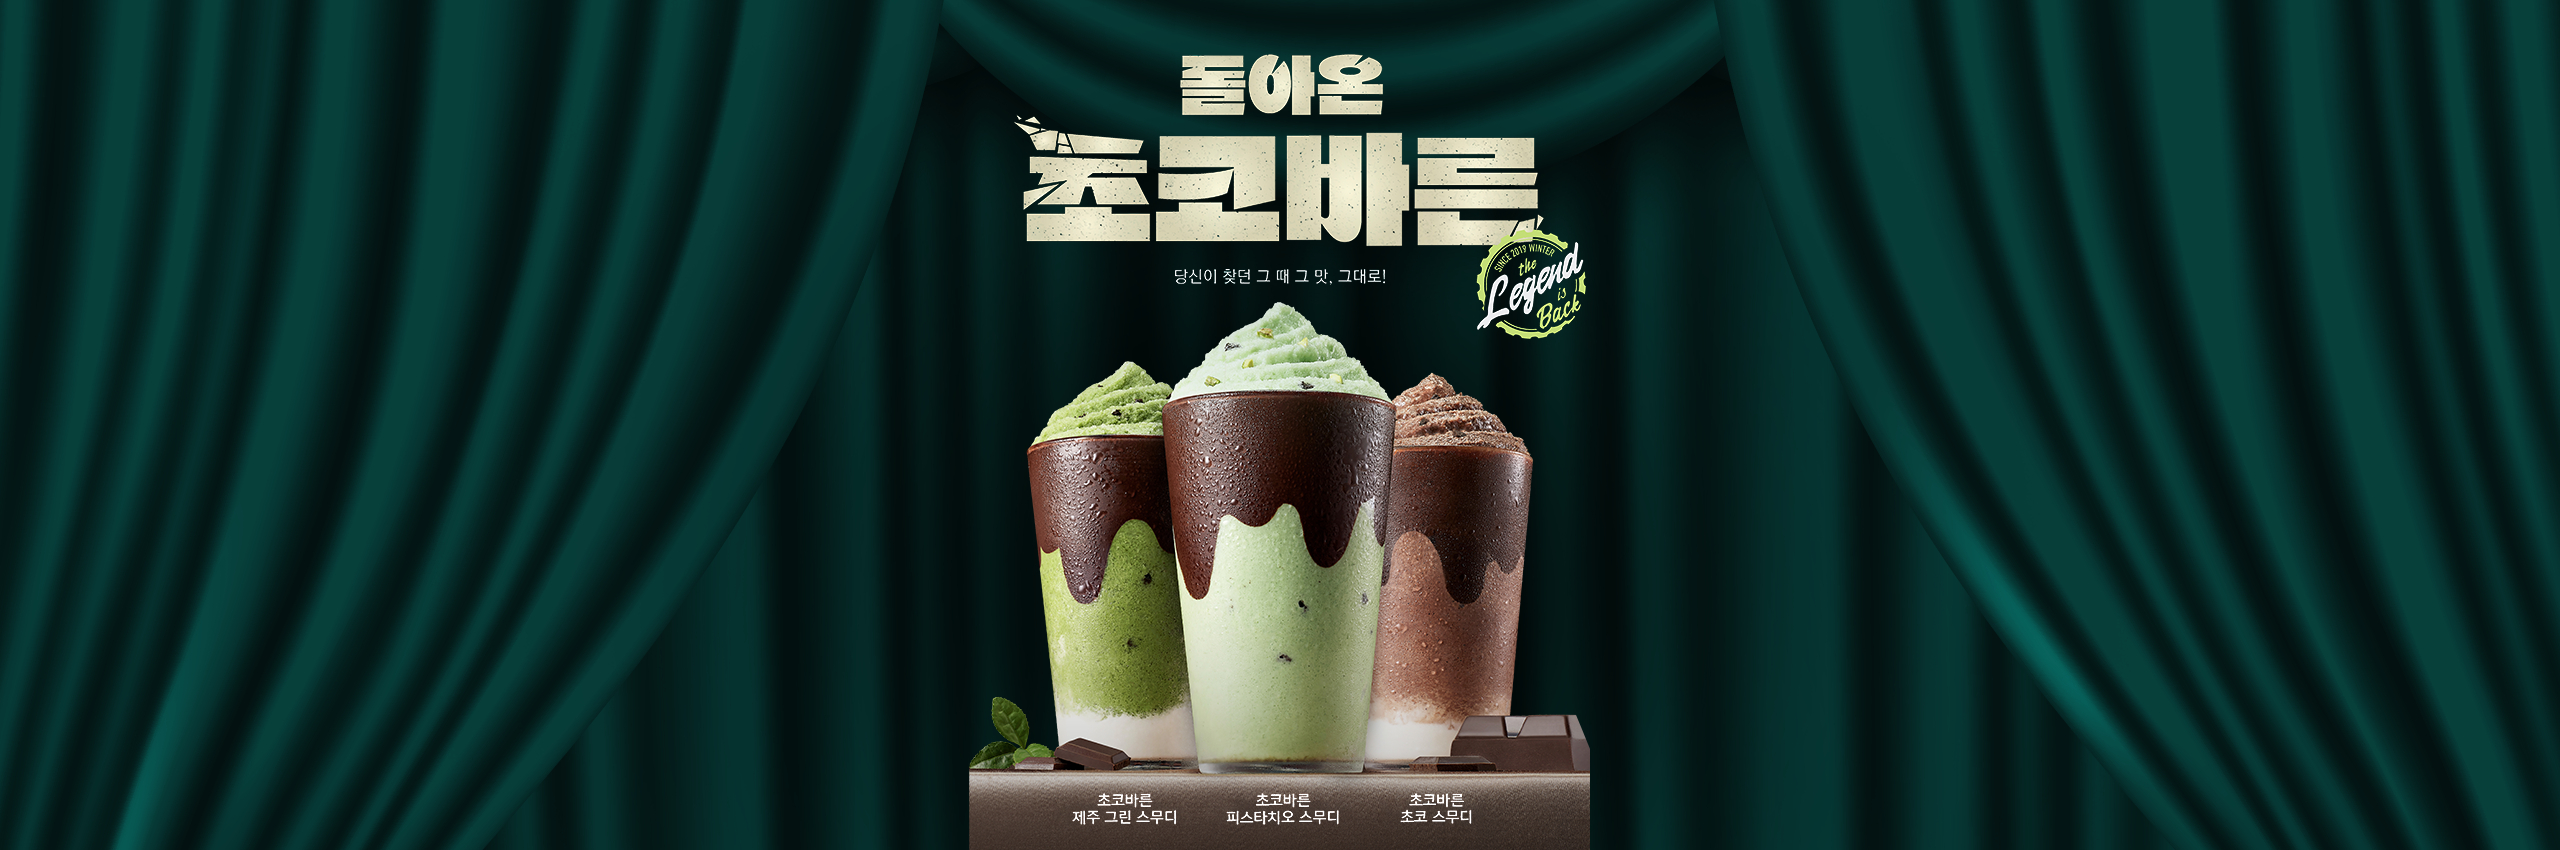 돌아온
초코바른
당신이 찾던 그 때 그 맛, 그대로!
SINCE 2019 WINTER
the
Legend
is
Back
초코바른
제주 그린 스무디
초코바른
피스타치오 스무디
초코바른
초코 스무디